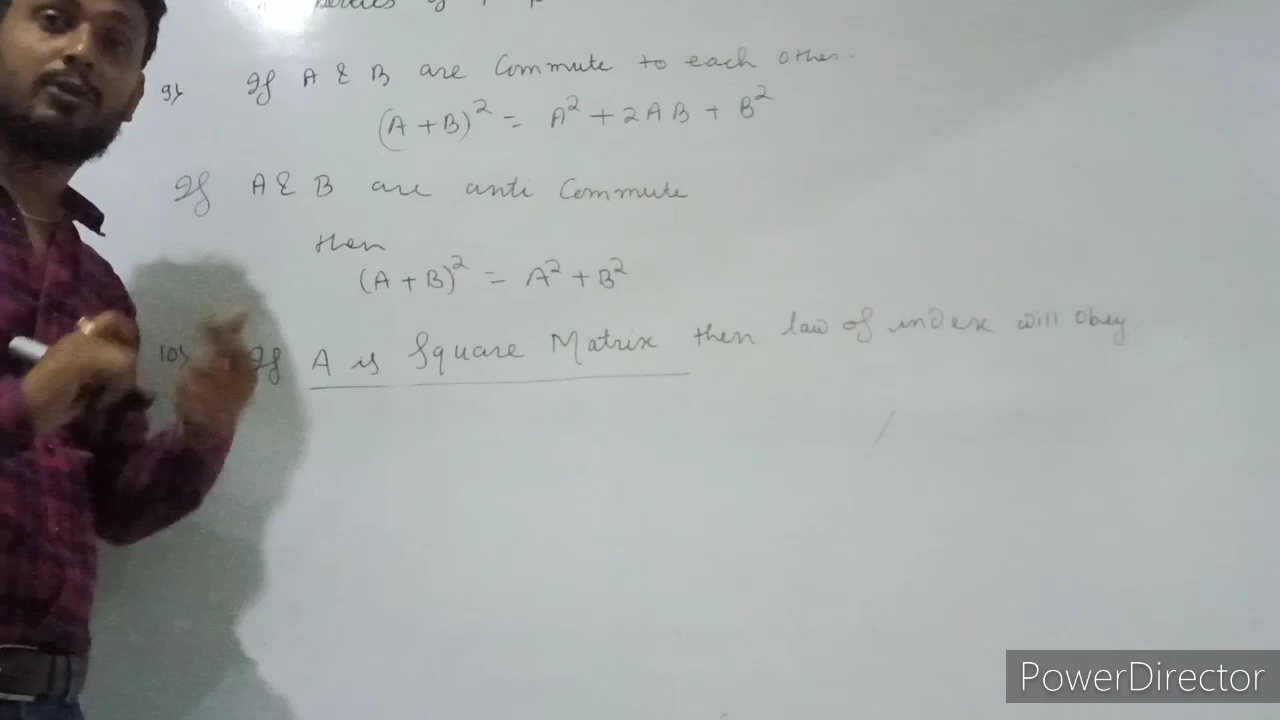 of
9) If A & B are Commute to each other.
(A + B)² = A² + 2AB + B²
If A & B are anti Commute
then
(A + B)² = A² + B²
10) If A is Square Matrix then law of index will obey
PowerDirector